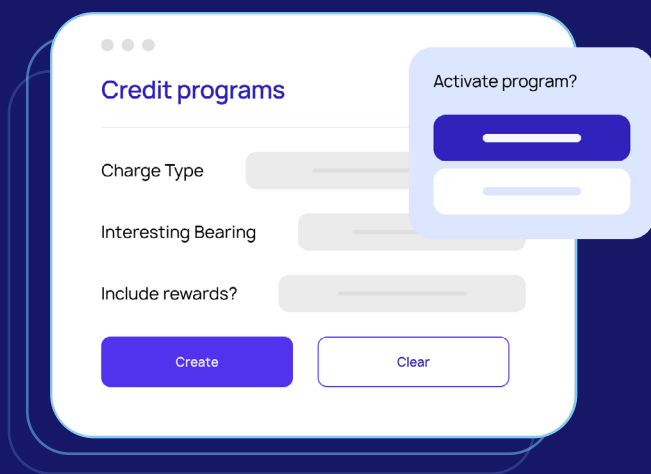 Credit programs
Activate program?
Charge Type
Interesting Bearing
Include rewards?
Create
Clear